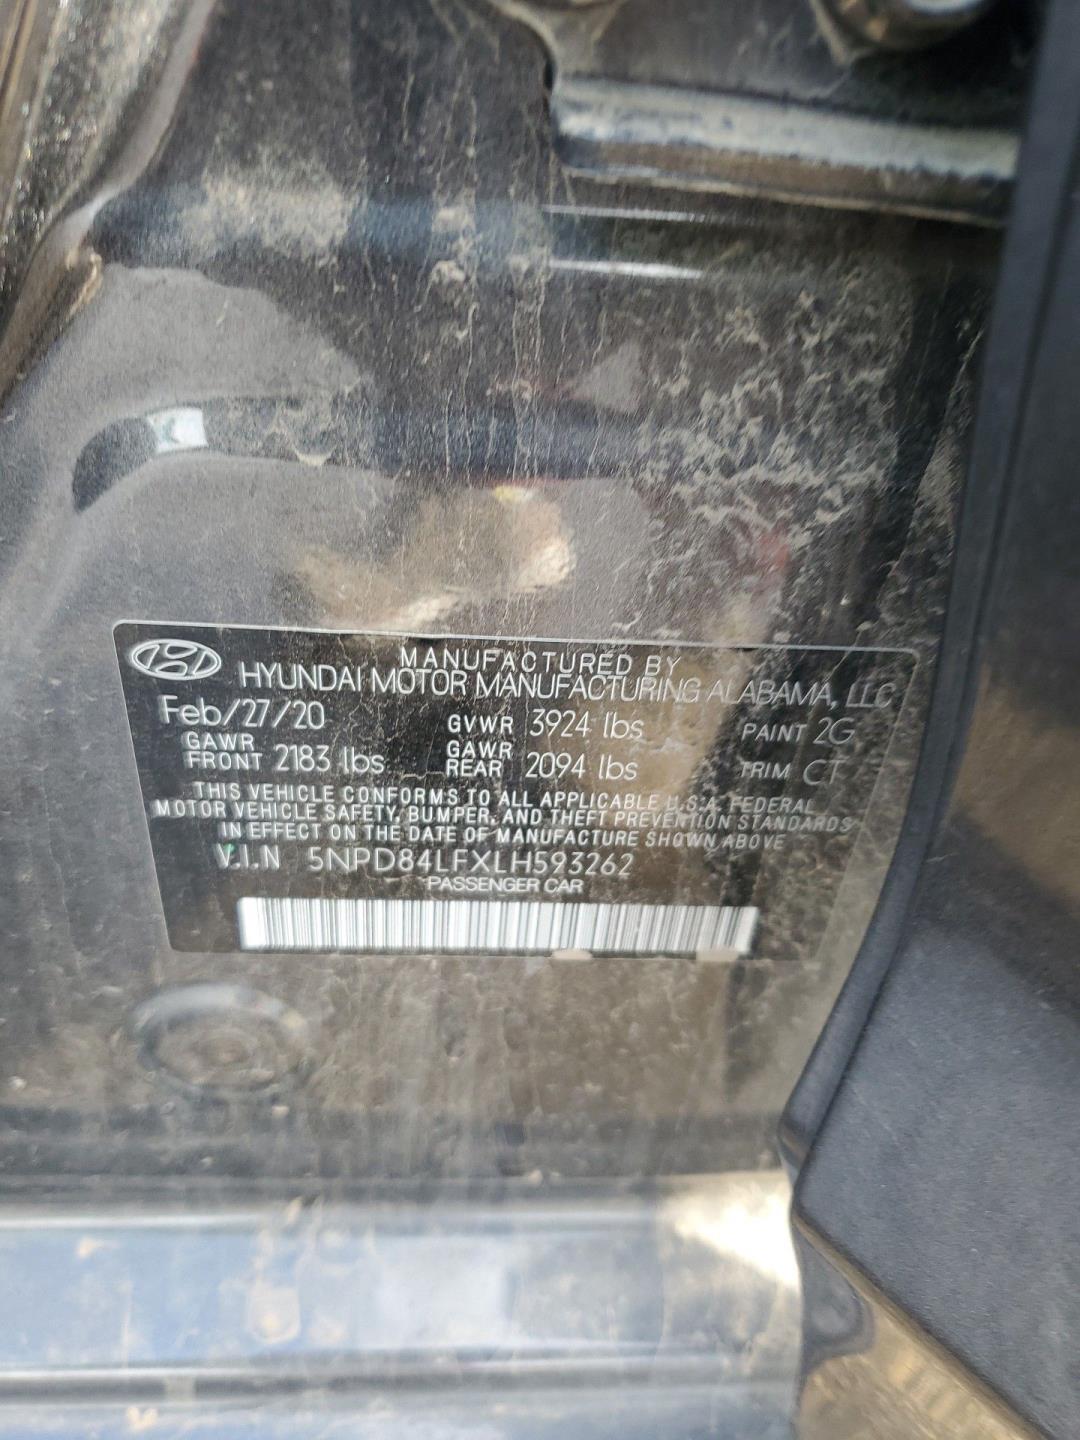 MANUFACTURED BY
HYUNDAI MOTOR MANUFACTURING ALABAMA, LLC
Feb/27/20 GVWR 3924 lbs PAINT 2G
GAWR FRONT 2183 lbs GAWR REAR 2094 lbs TRIM CT
THIS VEHICLE CONFORMS TO ALL APPLICABLE U.S.A. FEDERAL
MOTOR VEHICLE SAFETY, BUMPER, AND THEFT PREVENTION STANDARDS
IN EFFECT ON THE DATE OF MANUFACTURE SHOWN ABOVE
V.I.N 5NPD84LFXLH593262
PASSENGER CAR